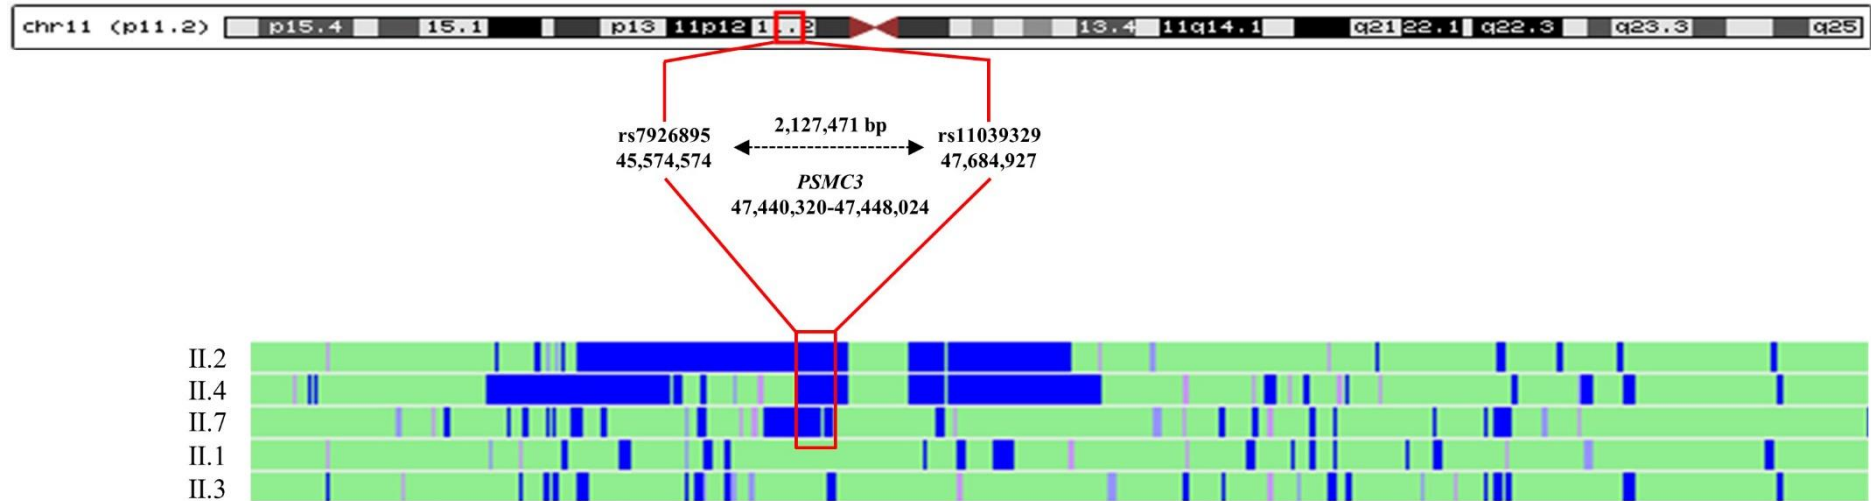 chr11 (p11.2) p15.4 15.1 p13 11p12 13.4 11q14.1 q21 22.1 q22.3 q23.3 q25
rs7926895 2,127,471 bp rs11039329
45,574,574 47,684,927
PSMC3
47,440,320-47,448,024
II.2
II.4
II.7
II.1
II.3